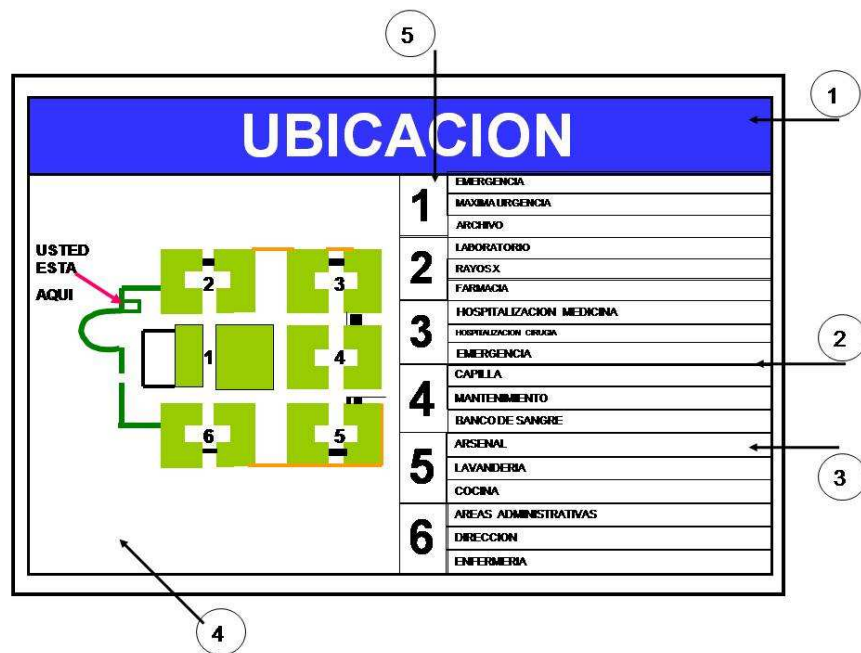 5
1
UBICACION
USTED
ESTA
AQUI
2
3
1
4
6
5
1
EMERGENCIA
MAXIMA URGENCIA
ARCHIVO
2
LABORATORIO
RAYOS X
FARMACIA
3
HOSPITALIZACION MEDICINA
HOSPITALIZACION CIRUGIA
EMERGENCIA
4
CAPILLA
MANTENIMIENTO
BANCO DE SANGRE
5
ARSENAL
LAVANDERIA
COCINA
6
AREAS ADMINISTRATIVAS
DIRECCION
ENFERMERIA
2
3
4